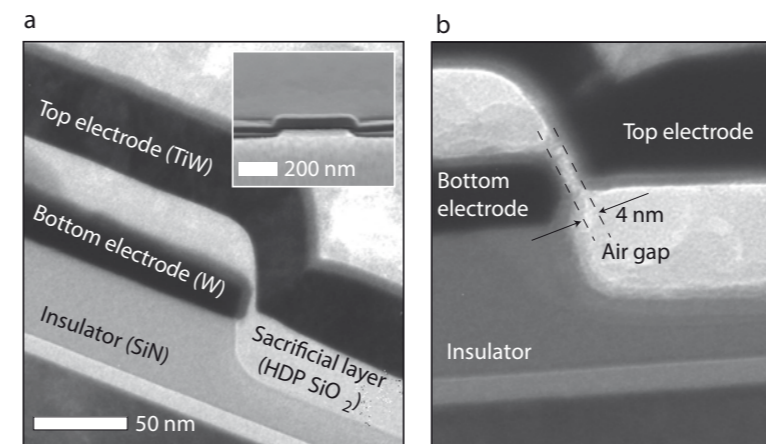 a
Top electrode (TiW)
200 nm
Bottom electrode (W)
Insulator (SiN)
Sacrificial layer
(HDP SiO₂)
50 nm
b
Top electrode
Bottom
electrode
4 nm
Air gap
Insulator